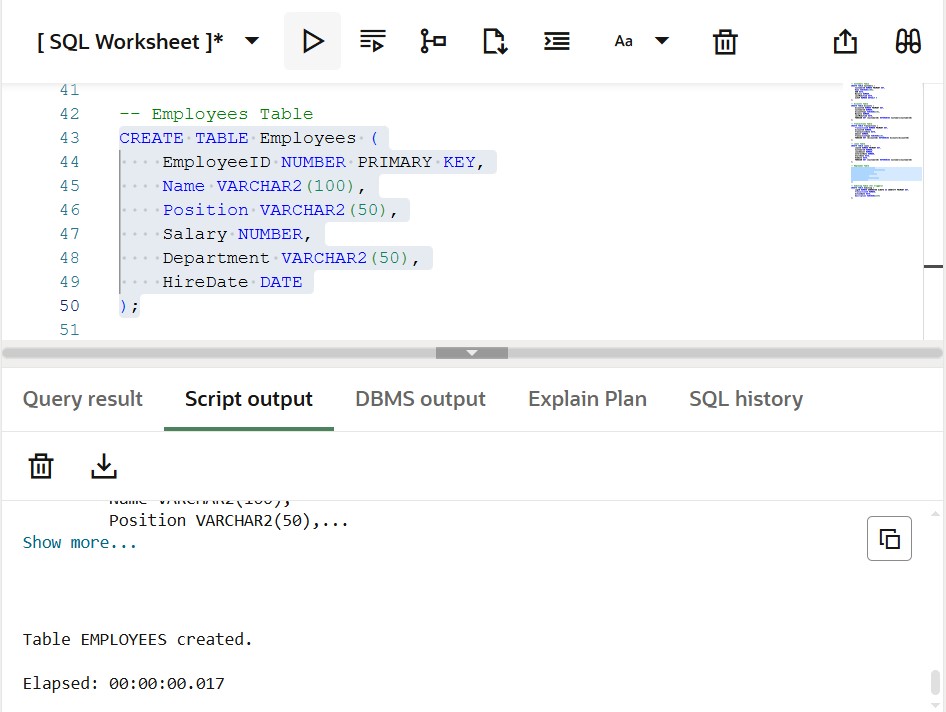 [ SQL Worksheet ]*
Aa
41
42 -- Employees Table
43 CREATE TABLE Employees (
44 EmployeeID NUMBER PRIMARY KEY,
45 Name VARCHAR2(100),
46 Position VARCHAR2(50),
47 Salary NUMBER,
48 Department VARCHAR2(50),
49 HireDate DATE
50 );
51
Query result Script output DBMS output Explain Plan SQL history
Name VARCHAR2(100),
Position VARCHAR2(50),...
Show more...
Table EMPLOYEES created.
Elapsed: 00:00:00.017